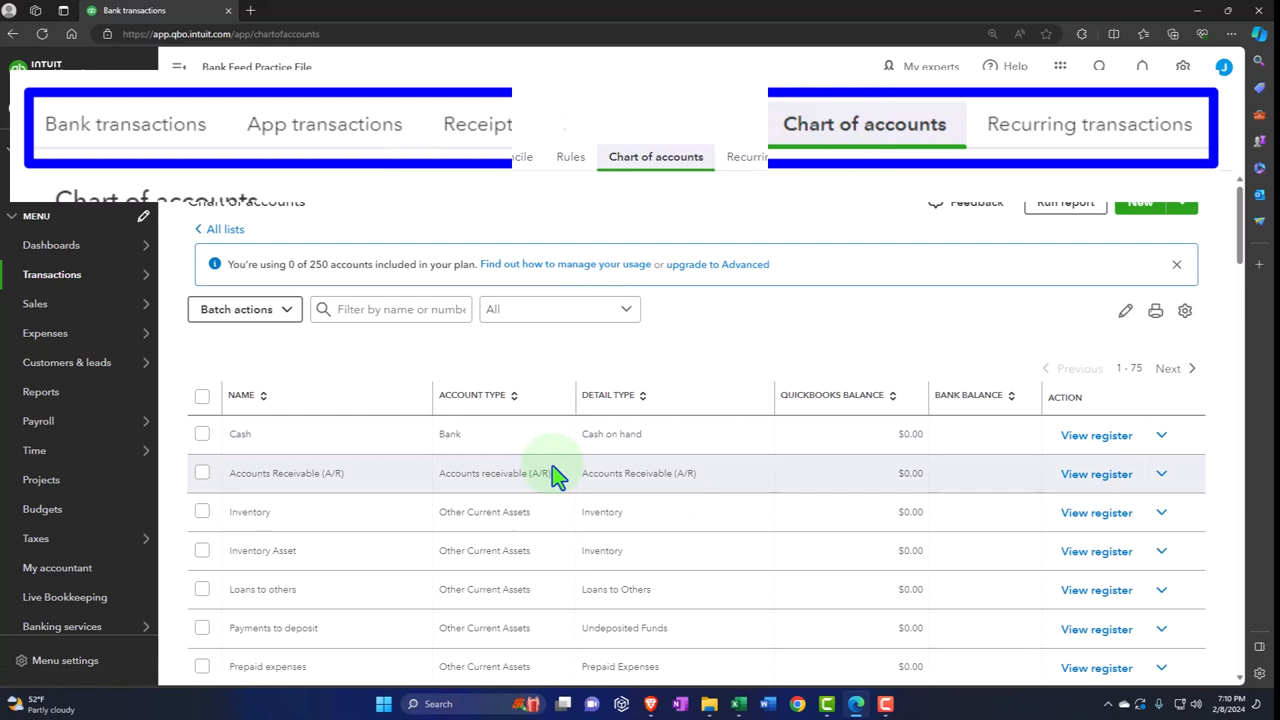 Bank transactions
https://app.qbo.intuit.com/app/chartofaccounts
INTUIT
Bank Feed Practice File
My experts
Help
J
Bank transactions App transactions Receipt Chart of accounts Recurring transactions
Rules Chart of accounts
Chart of accounts
Chart of accounts
Feedback Run report New
MENU
Dashboards
Transactions
Sales
Expenses
Customers & leads
Reports
Payroll
Time
Projects
Budgets
Taxes
My accountant
Live Bookkeeping
Banking services
Menu settings
All lists
You're using 0 of 250 accounts included in your plan. Find out how to manage your usage or upgrade to Advanced
Batch actions Filter by name or numbe All
Previous 1 - 75 Next
NAME ACCOUNT TYPE DETAIL TYPE QUICKBOOKS BALANCE BANK BALANCE ACTION
Cash Bank Cash on hand $0.00 View register
Accounts Receivable (A/R) Accounts receivable (A/R) Accounts Receivable (A/R) $0.00 View register
Inventory Other Current Assets Inventory $0.00 View register
Inventory Asset Other Current Assets Inventory $0.00 View register
Loans to others Other Current Assets Loans to Others $0.00 View register
Payments to deposit Other Current Assets Undeposited Funds $0.00 View register
Prepaid expenses Other Current Assets Prepaid Expenses $0.00 View register
52°F
Partly cloudy
Search
7:10 PM
2/8/2024